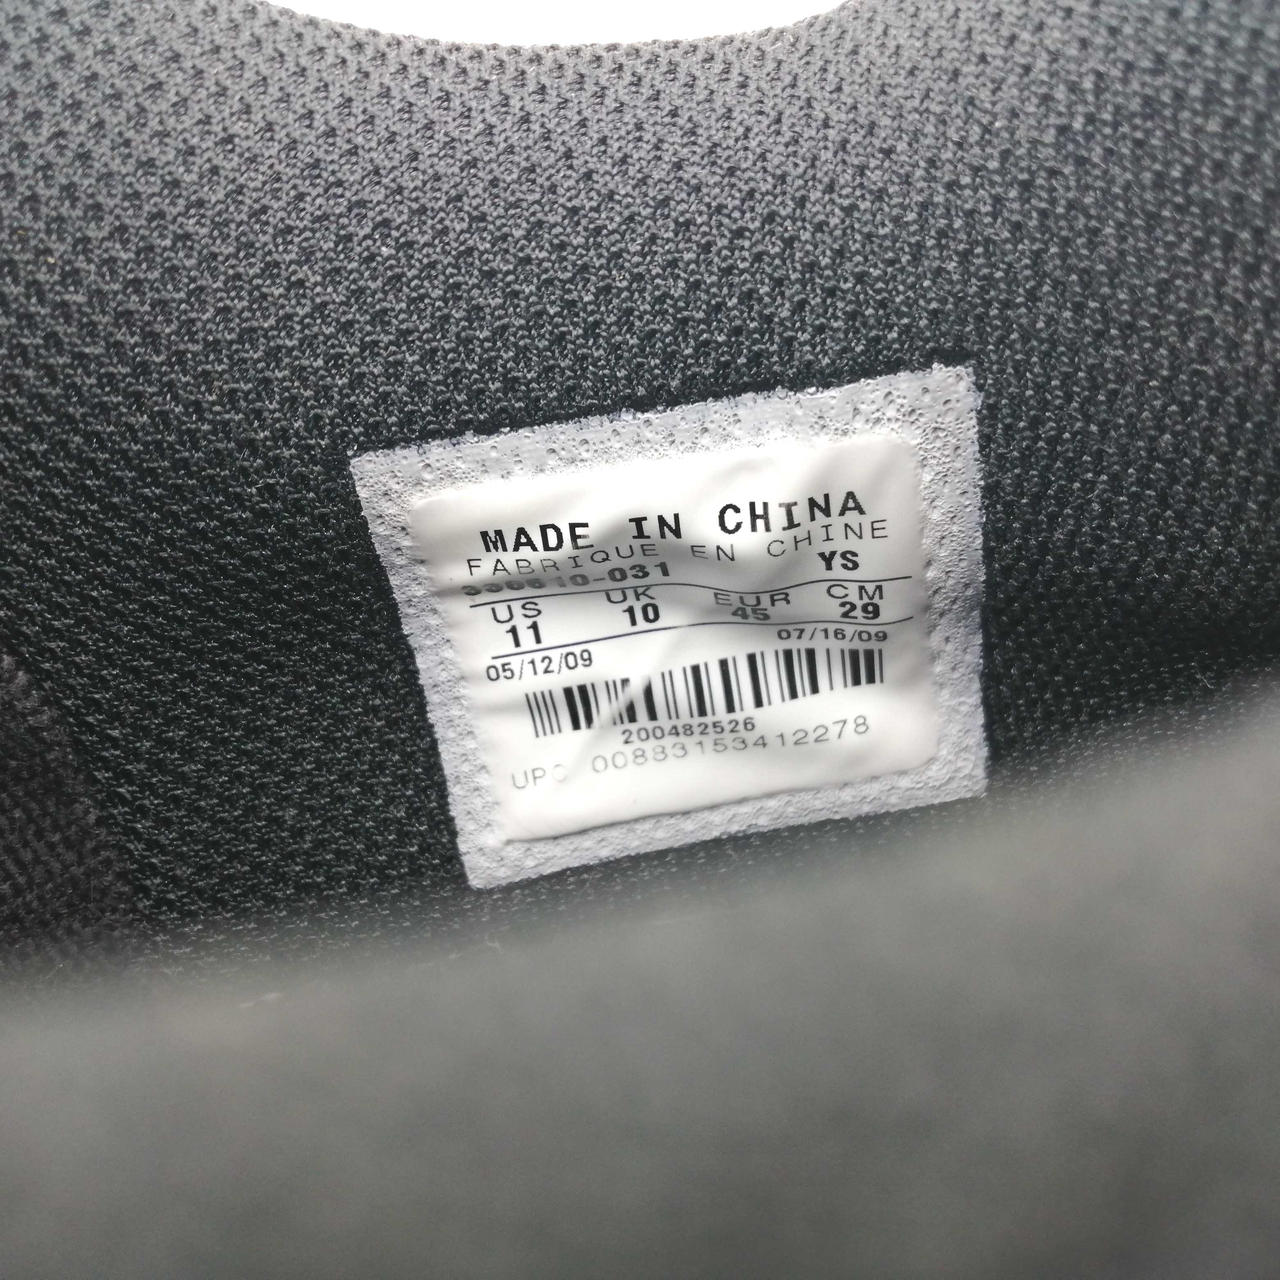 MADE IN CHINA
FABRIQUE EN CHINE
YS
US UK EUR CM
11 10 45 29
05/12/09 07/16/09
200482526
UPC 00883153412278